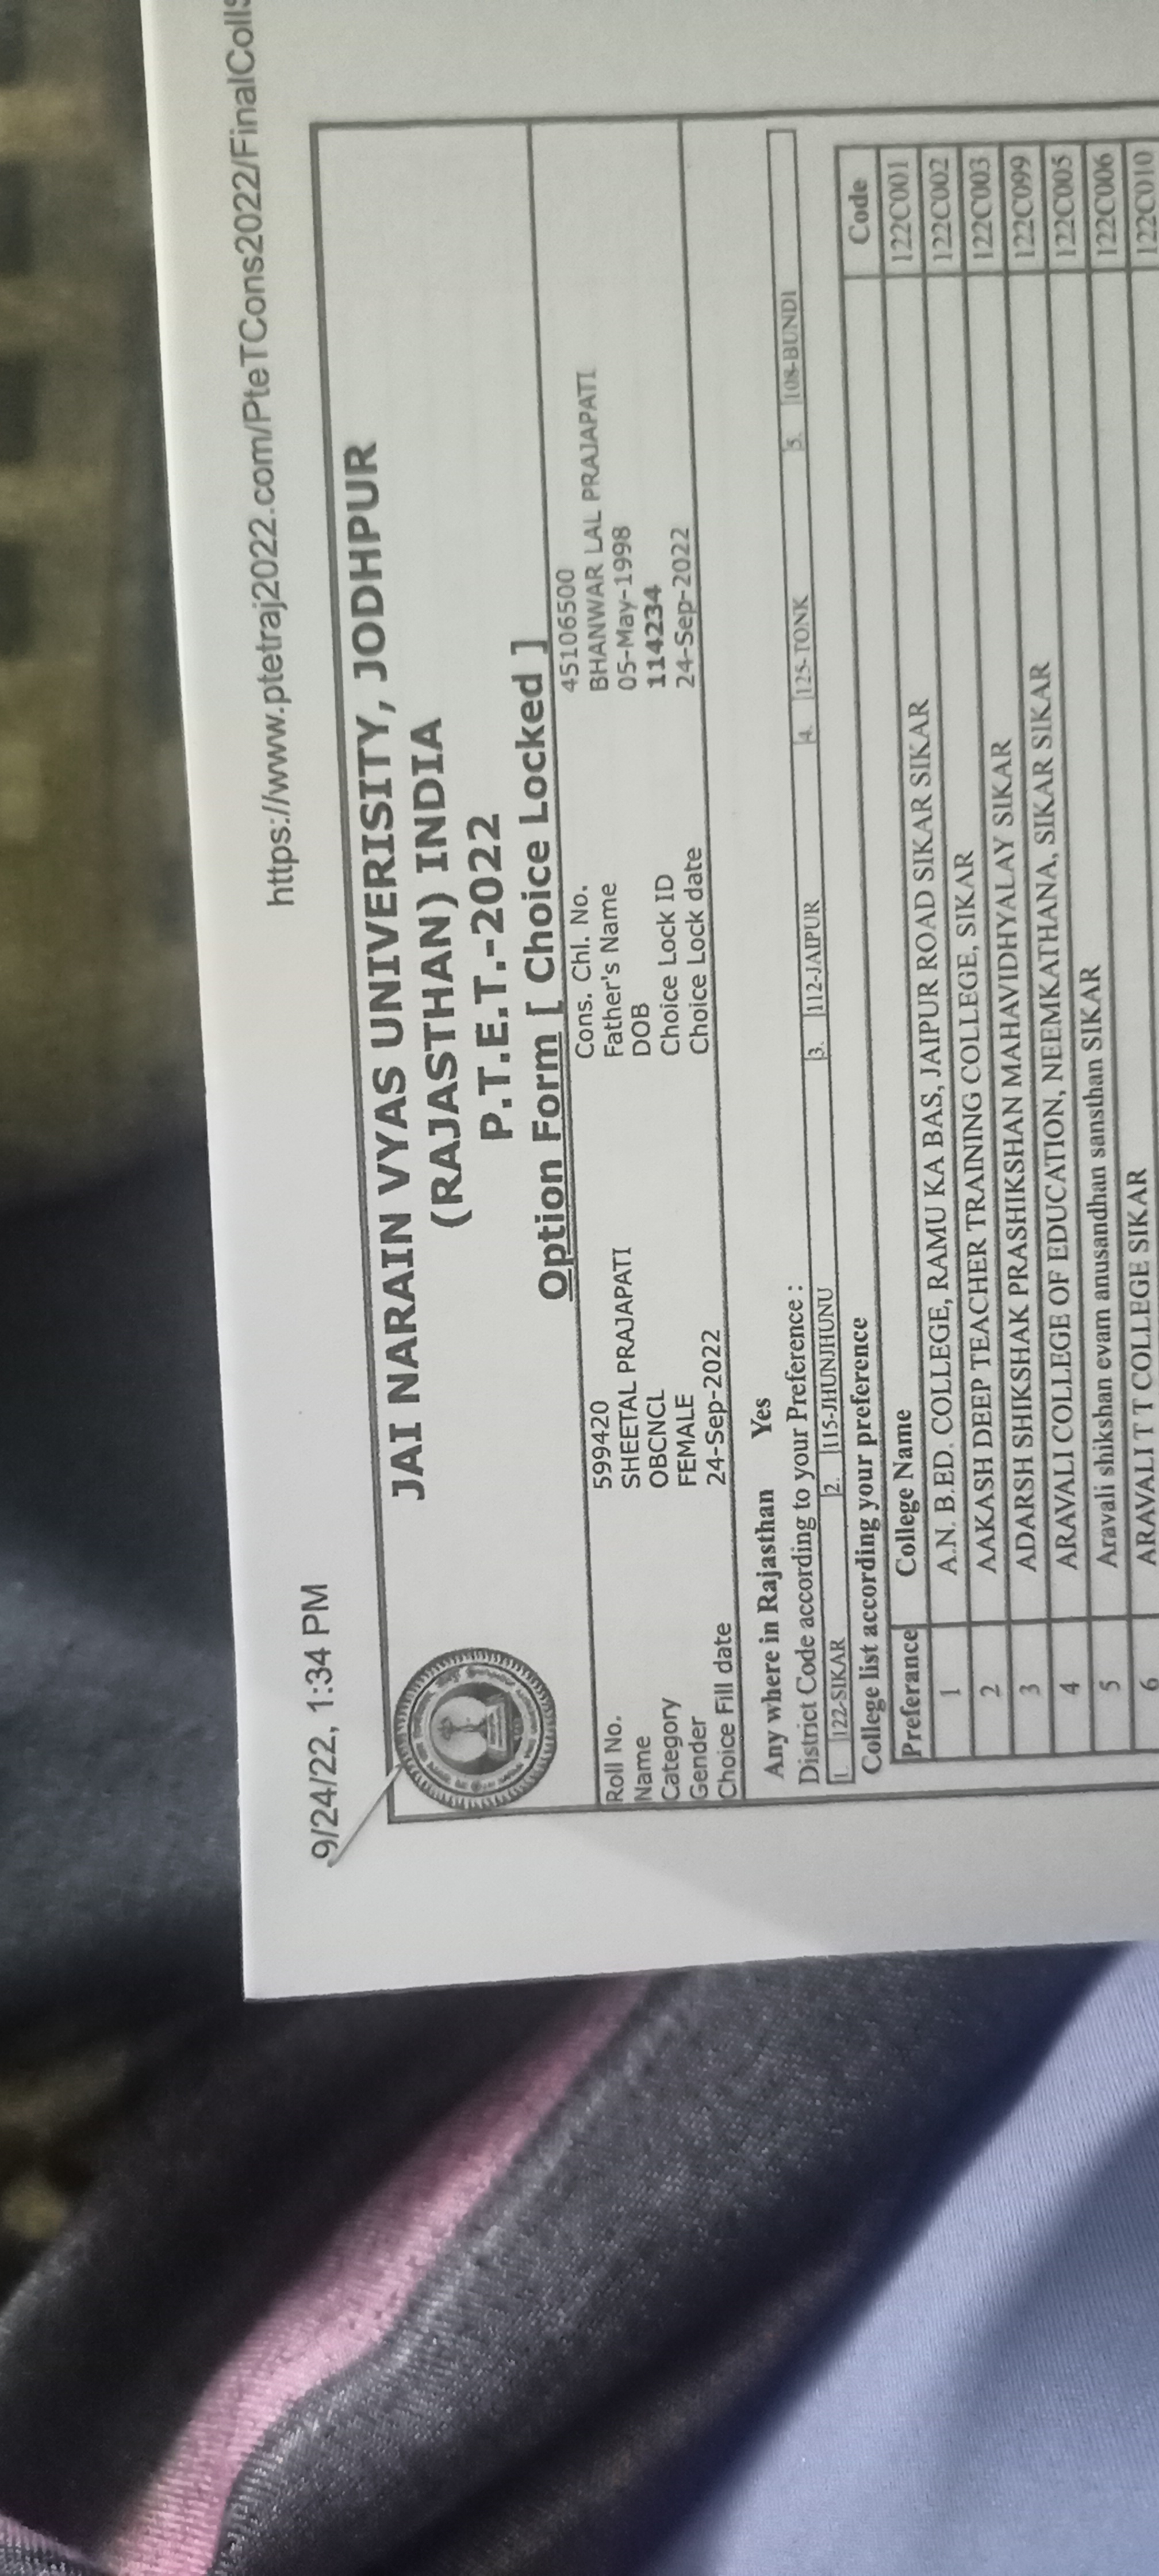 9/24/22, 1:34 PM
https://www.ptetraj2022.com/PteTCons2022/FinalColl
JAI NARAIN VYAS UNIVERISITY, JODHPUR
(RAJASTHAN) INDIA
P.T.E.T.-2022
Option Form [ Choice Locked ]
Roll No. 599420 Cons. Chl. No. 45106500
Name SHEETAL PRAJAPATI Father's Name BHANWAR LAL PRAJAPATI
Category OBCNCL DOB 05-May-1998
Gender FEMALE Choice Lock ID 114234
Choice Fill date 24-Sep-2022 Choice Lock date 24-Sep-2022
Any where in Rajasthan Yes
District Code according to your Preference :
1. 122-SIKAR 2. 115-JHUNJHUNU 3. 112-JAIPUR 4. 125-TONK 5. 108-BUNDI
College list according your preference
Preferance College Name Code
1 A.N. B.ED. COLLEGE, RAMU KA BAS, JAIPUR ROAD SIKAR SIKAR 122C001
2 AAKASH DEEP TEACHER TRAINING COLLEGE, SIKAR 122C002
3 ADARSH SHIKSHAK PRASHIKSHAN MAHAVIDHYALAY SIKAR 122C003
4 ARAVALI COLLEGE OF EDUCATION, NEEMKATHANA, SIKAR SIKAR 122C099
5 Aravali shikshan evam anusandhan sansthan SIKAR 122C005
6 ARAVALI T T COLLEGE SIKAR 122C006
122C010